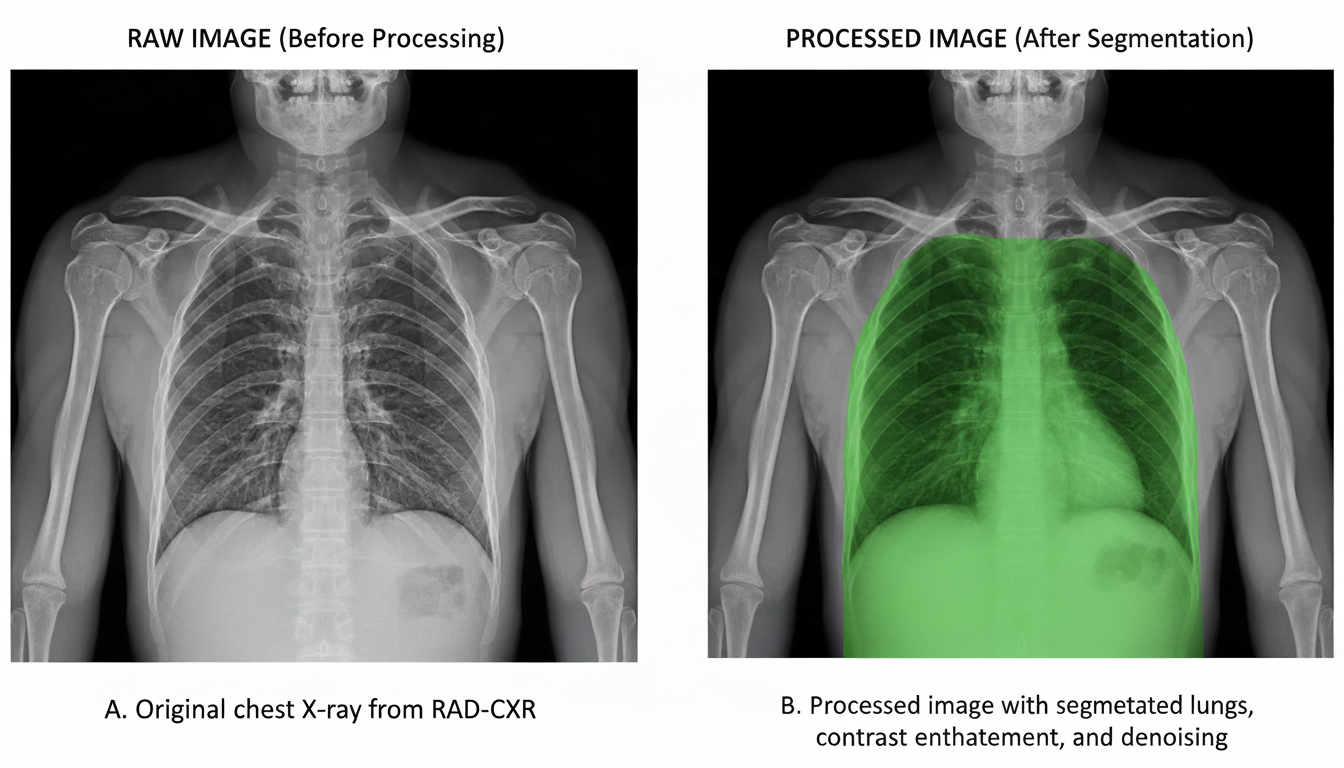 RAW IMAGE (Before Processing)
PROCESSED IMAGE (After Segmentation)
A. Original chest X-ray from RAD-CXR
B. Processed image with segmetated lungs,
contrast enthatement, and denoising